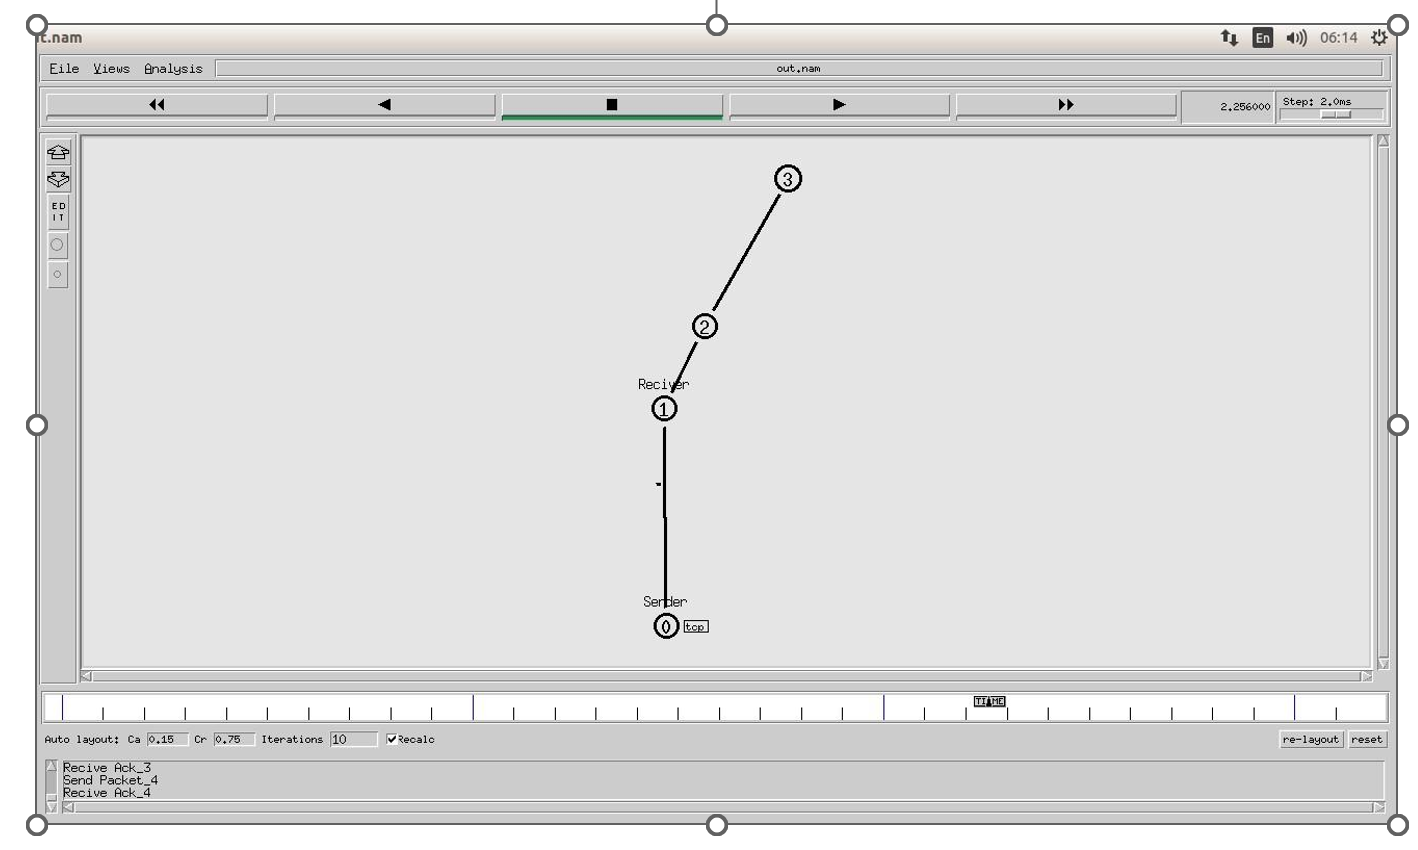 t.nam En 06:14
File Views Analysis out.nam
2.256000 Step: 2.0ms
ED
IT
3
2
Reciver
1
Sender
0 tcp
TIME
Auto layout: Ca 0.15 Cr 0.75 Iterations 10 Recalc re-layout reset
Recive Ack_3
Send Packet_4
Recive Ack_4